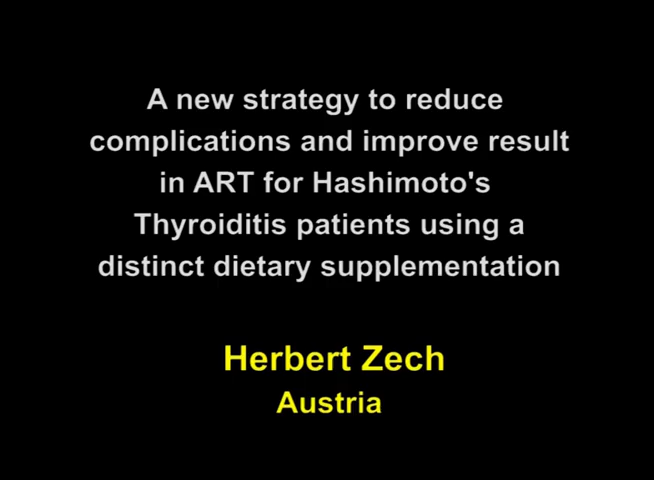 A new strategy to reduce
complications and improve result
in ART for Hashimoto's
Thyroiditis patients using a
distinct dietary supplementation
Herbert Zech
Austria